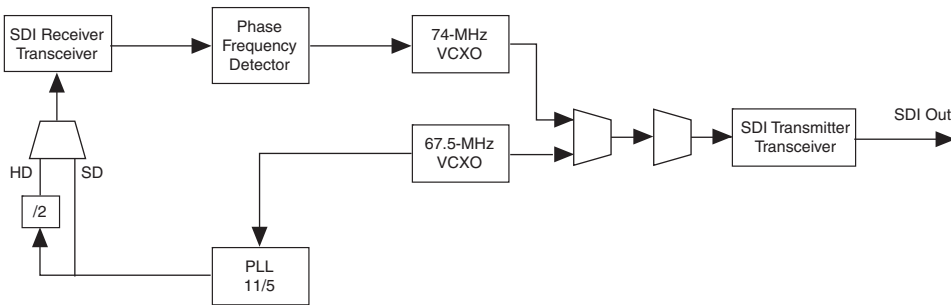 SDI Receiver
Transceiver
Phase
Frequency
Detector
74-MHz
VCXO
67.5-MHz
VCXO
SDI Transmitter
Transceiver
SDI Out
HD
SD
/2
PLL
11/5